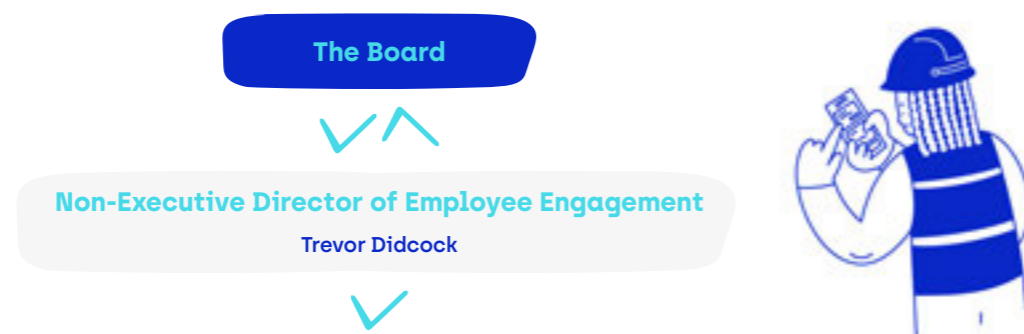 The Board
Non-Executive Director of Employee Engagement
Trevor Didcock